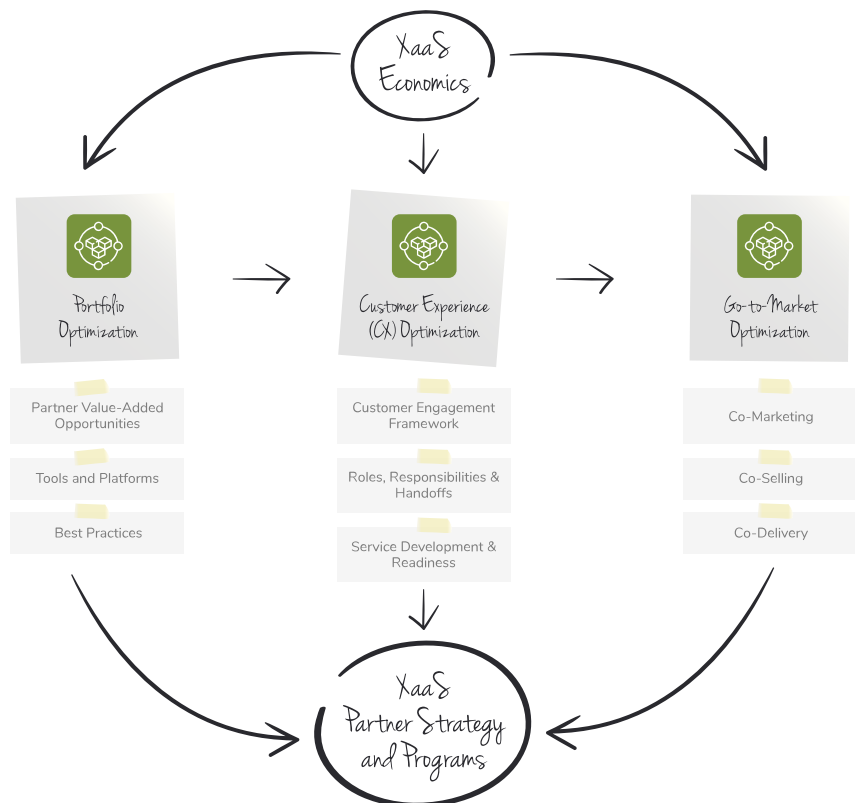 XaaS
Economics
Portfolio
Optimization
Customer Experience
(CX) Optimization
Go-to-Market
Optimization
Partner Value-Added
Opportunities
Tools and Platforms
Best Practices
Customer Engagement
Framework
Roles, Responsibilities &
Handoffs
Service Development &
Readiness
Co-Marketing
Co-Selling
Co-Delivery
XaaS
Partner Strategy
and Programs